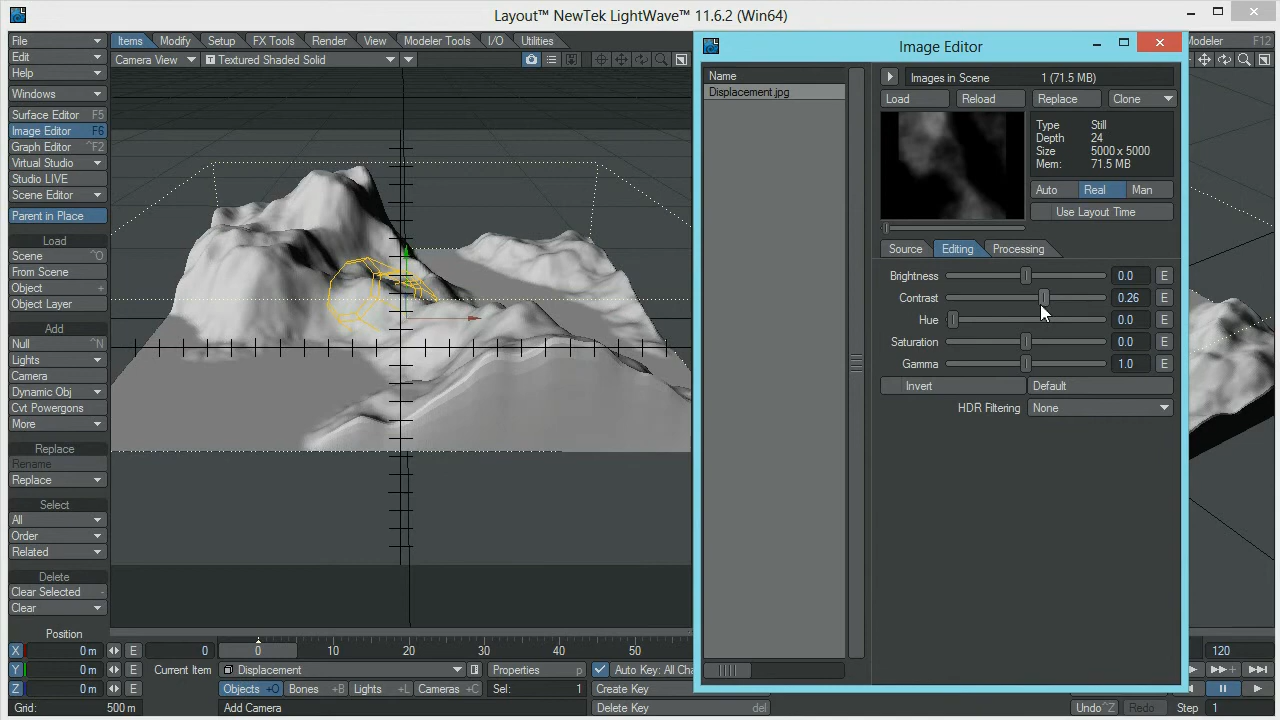 Layout™ NewTek LightWave™ 11.6.2 (Win64)
File
Edit
Help
Windows
Surface Editor F5
Image Editor F6
Graph Editor ^F2
Virtual Studio
Studio LIVE
Scene Editor
Parent in Place
Load
Scene ^O
From Scene
Object +
Object Layer
Add
Null ^N
Lights
Camera
Dynamic Obj
Cvt Powergons
More
Replace
Rename
Replace
Select
All
Order
Related
Delete
Clear Selected -
Clear
Position
X 0 m E
Y 0 m E
Z 0 m E
Grid: 500 m
Items Modify Setup FX Tools Render View Modeler Tools I/O Utilities
Modeler F12
Camera View Textured Shaded Solid
Image Editor
Name
Displacement.jpg
Images in Scene 1 (71.5 MB)
Load Reload Replace Clone
Type Still
Depth 24
Size 5000 x 5000
Mem: 71.5 MB
Auto Real Man
Use Layout Time
Source Editing Processing
Brightness 0.0 E
Contrast 0.26 E
Hue 0.0 E
Saturation 0.0 E
Gamma 1.0 E
Invert Default
HDR Filtering None
0 0 10 20 30 40 50 120
Current Item Displacement Properties p Auto Key: All Cha
Objects +O Bones +B Lights +L Cameras +C Sel: 1 Create Key
Add Camera Delete Key del
Undo ^Z Redo Step 1